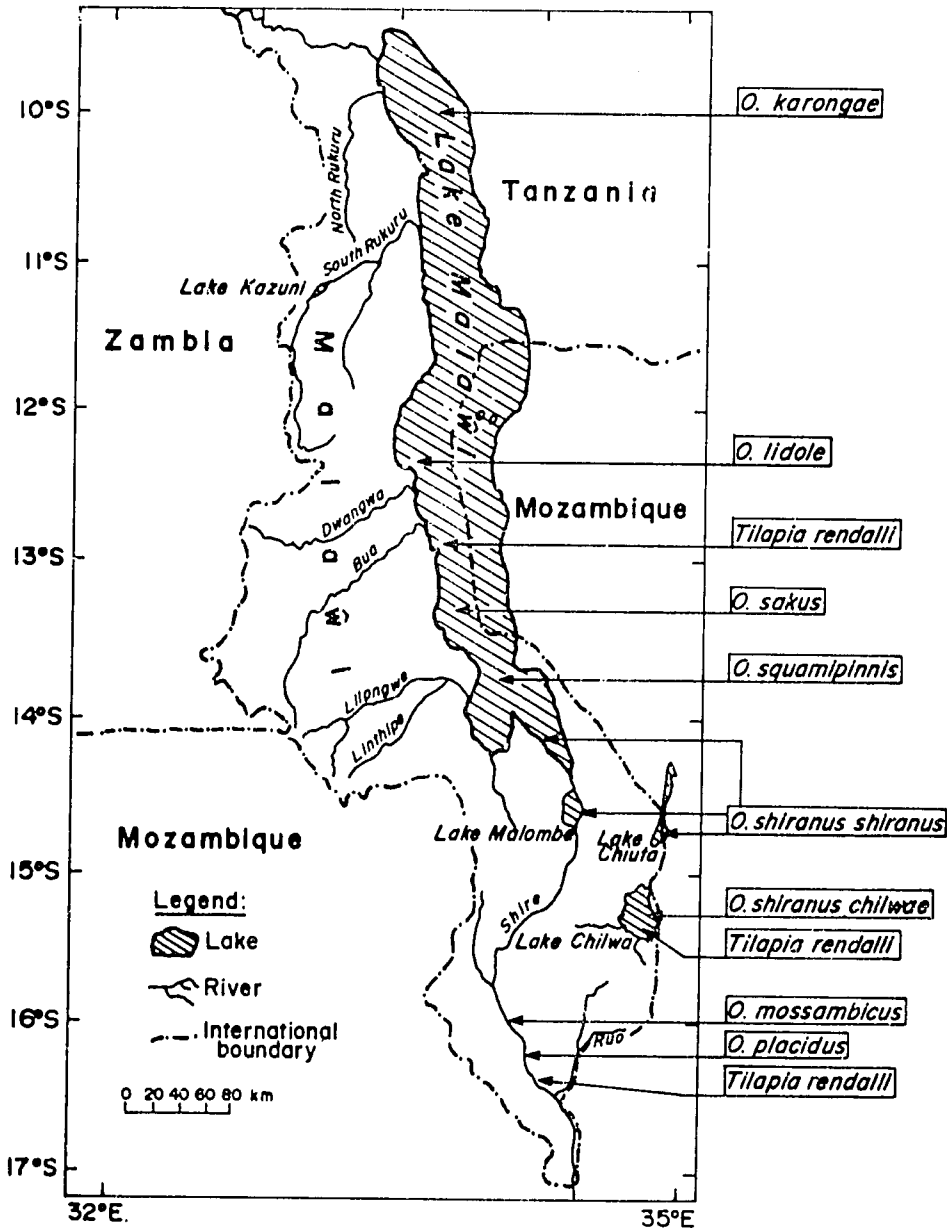 10°S
11°S
12°S
13°S
14°S
15°S
16°S
17°S
32°E.
35°E
Lake Malawi
Tanzania
North Rukuru
South Rukuru
Lake Kazuni
Zambia
Malawi
Dwangwa
Bua
Mozambique
Lilongwe
Linthipe
Lake Malombe
Lake
Chiuta
Mozambique
Shire
Lake Chilwa
Ruo
Legend:
Lake
River
International
boundary
0 20 40 60 80 km
O. karongae
O. lidole
Tilapia rendalli
O. sakus
O. squamipinnis
O. shiranus shiranus
O. shiranus chilwae
Tilapia rendalli
O. mossambicus
O. placidus
Tilapia rendalli